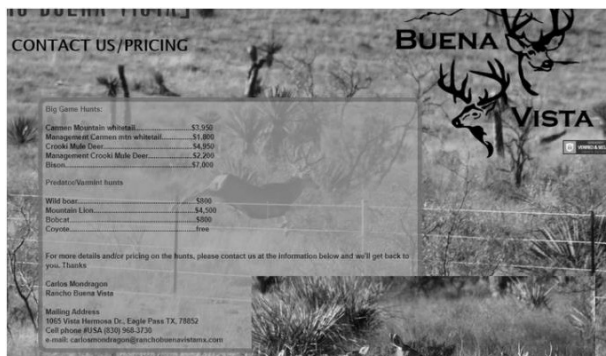 CONTACT US/PRICING
BUENA
VISTA
Big Game Hunts:
Carmen Mountain whitetail.......................$3,950
Management Carmen mtn whitetail.............$1,800
Crooki Mule Deer.......................................$4,950
Management Crooki Mule Deer..................$2,200
Bison..........................................................$7,000
Predator/Varmint hunts
Wild boar....................................................$800
Mountain Lion............................................$4,500
Bobcat........................................................$800
Coyote........................................................free
For more details and/or pricing on the hunts, please contact us at the information below and we'll get back to
you. Thanks
Carlos Mondragon
Rancho Buena Vista
Mailing Address
1065 Vista Hermosa Dr., Eagle Pass TX, 78852
Cell phone #USA (830) 968-3730
e-mail: carlosmondragon@ranchobuenavistamx.com